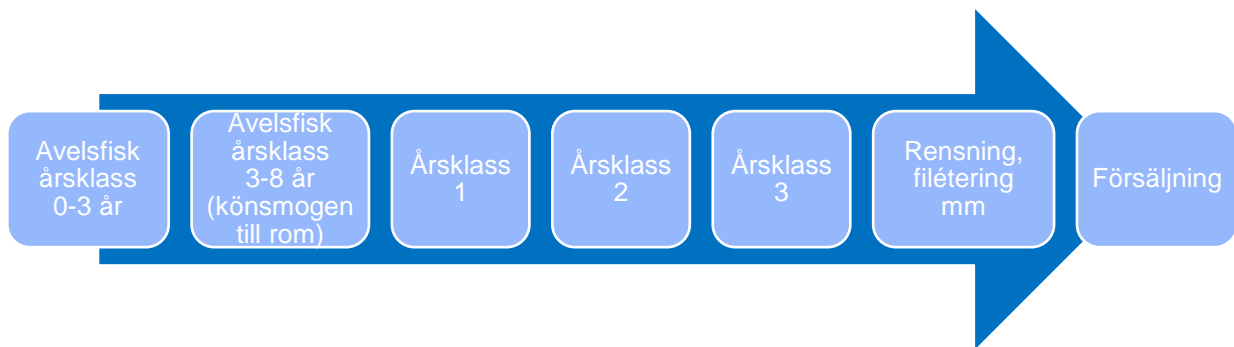 Avelsfisk
årsklass
0-3 år
Avelsfisk
årsklass
3-8 år
(könsmogen
till rom)
Årsklass
1
Årsklass
2
Årsklass
3
Rensning,
filétering
mm
Försäljning